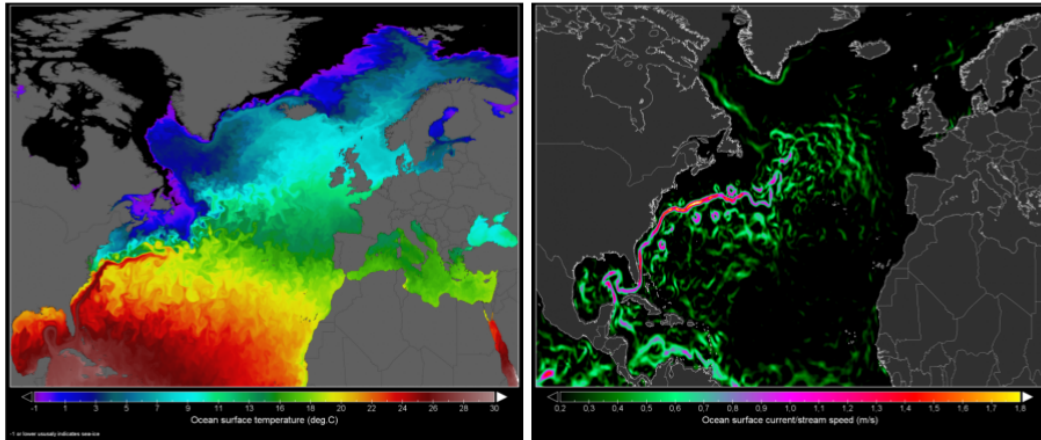 -1 1 3 5 7 9 11 14 16 18 20 22 24 26 28 30
Ocean surface temperature (deg.C)
-1 or lower ususaly indicates sea-ice
0.2 0.3 0.4 0.5 0.6 0.7 0.8 0.9 1.0 1.1 1.2 1.3 1.4 1.5 1.6 1.7 1.8
Ocean surface current/stream speed (m/s)